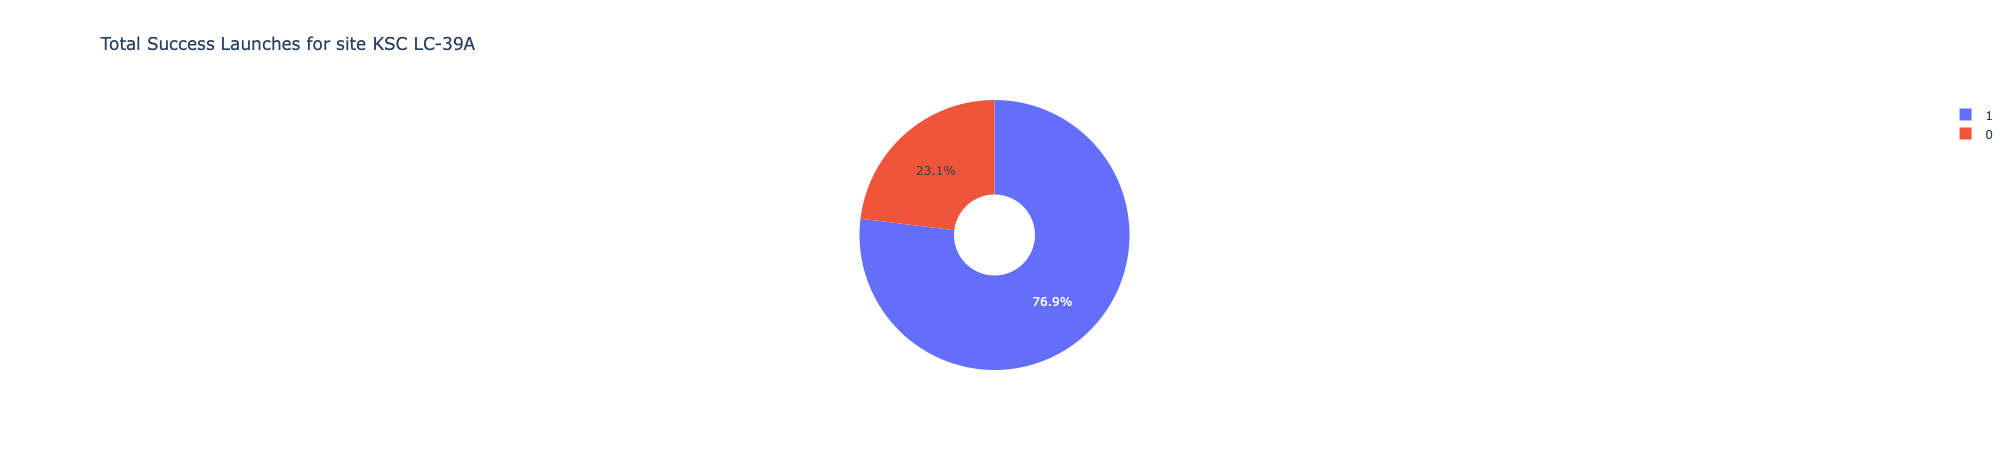 Total Success Launches for site KSC LC-39A
1
0
23.1%
76.9%